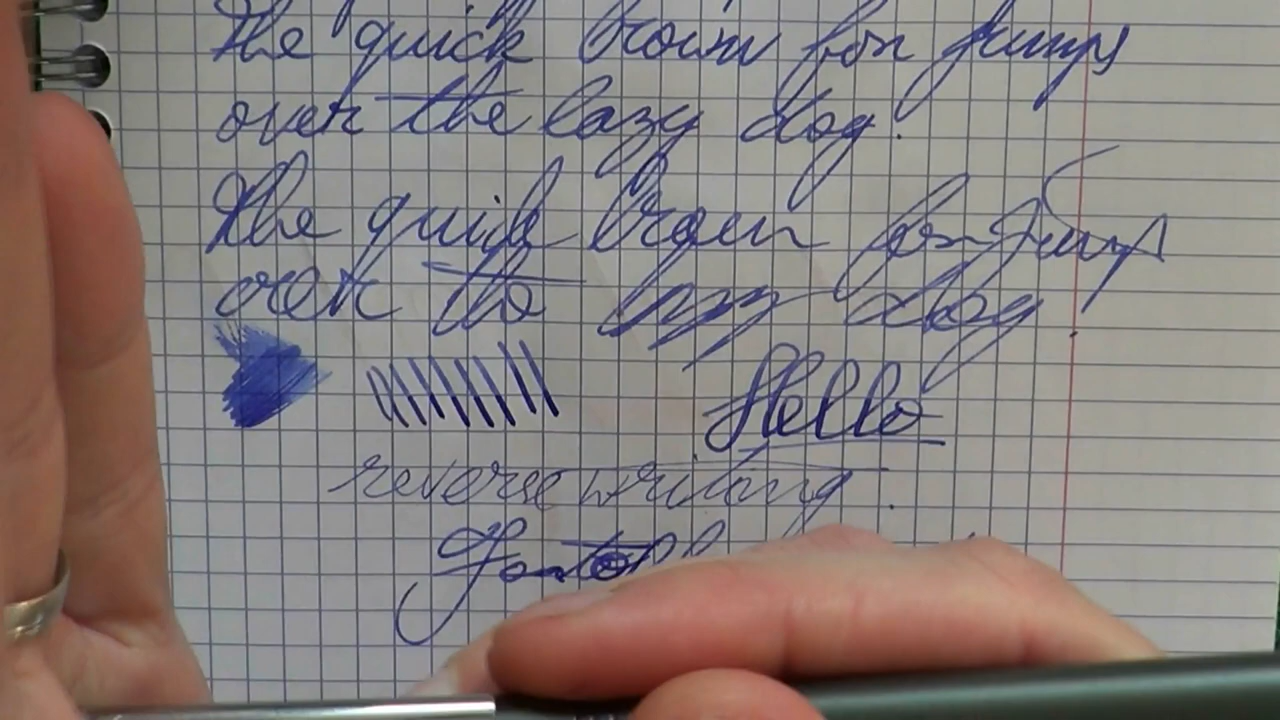 The quick brown fox jumps
over the lazy dog.
The quick brown fox jumps
over the lazy dog
Hello
reverse writing